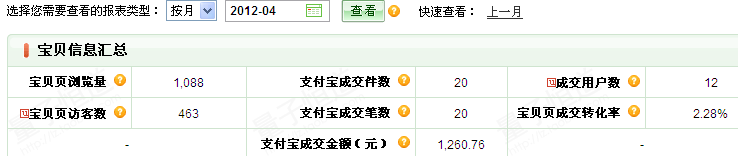 选择您需要查看的报表类型： 按月 2012-04 查看 快速查看： 上一月
宝贝信息汇总
宝贝页浏览量 1,088 支付宝成交件数 20 成交用户数 12
宝贝页访客数 463 支付宝成交笔数 20 宝贝页成交转化率 2.28%
- 支付宝成交金额（元） 1,260.76 -